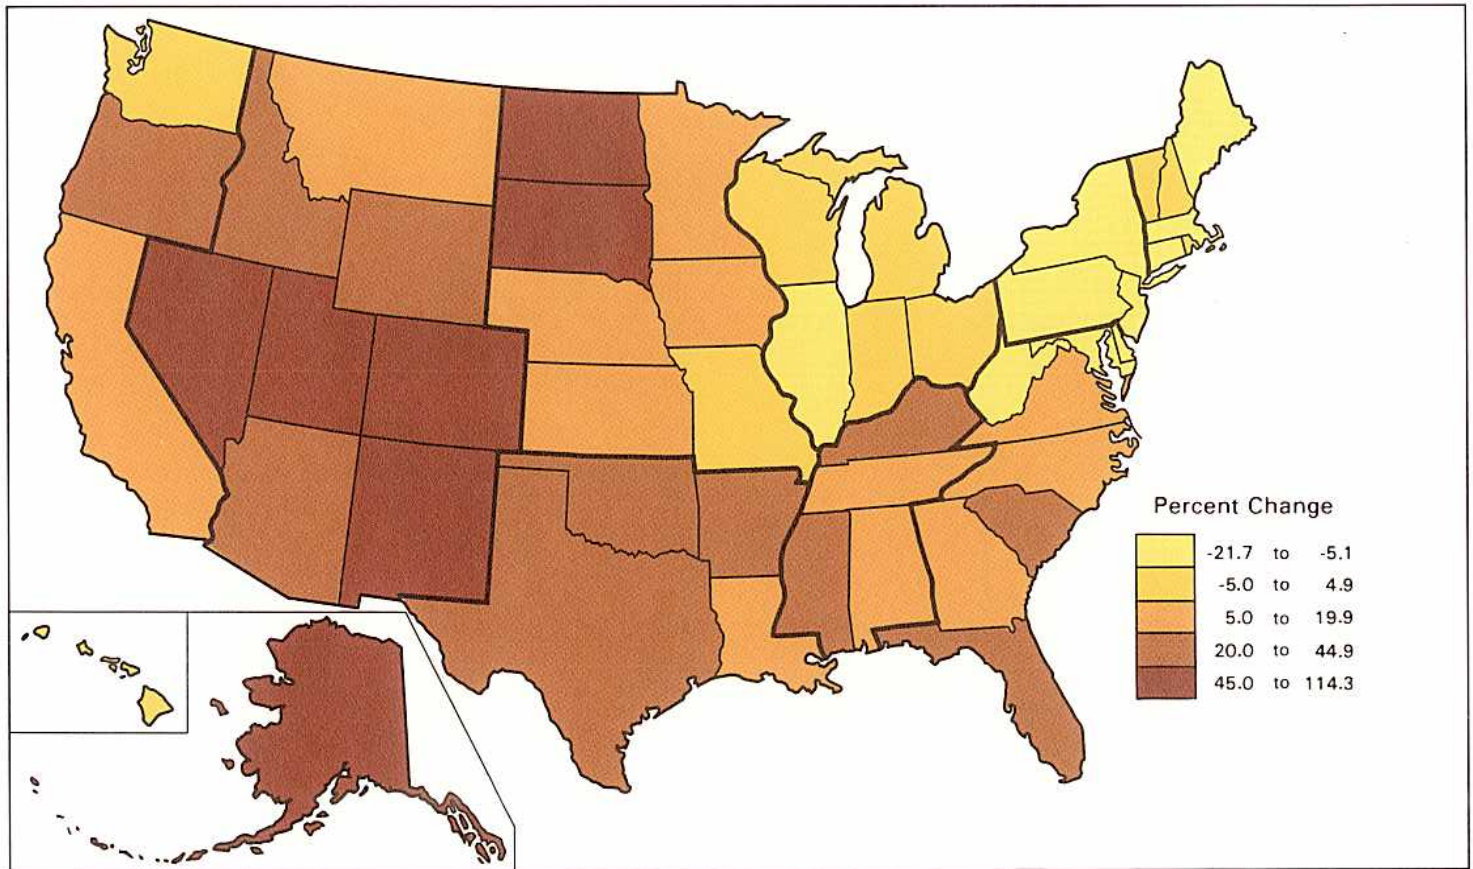 Percent Change
-21.7 to -5.1
-5.0 to 4.9
5.0 to 19.9
20.0 to 44.9
45.0 to 114.3